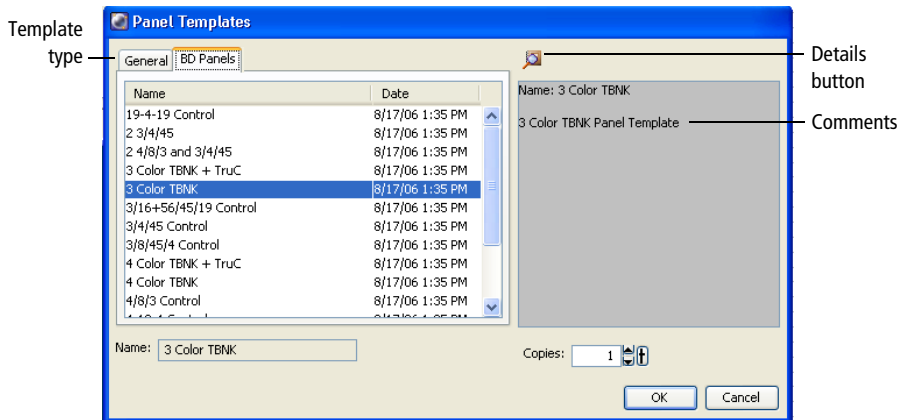 Panel Templates
Template
type
General BD Panels
Details
button
Name Date
19-4-19 Control 8/17/06 1:35 PM
2 3/4/45 8/17/06 1:35 PM
2 4/8/3 and 3/4/45 8/17/06 1:35 PM
3 Color TBNK + TruC 8/17/06 1:35 PM
3 Color TBNK 8/17/06 1:35 PM
3/16+56/45/19 Control 8/17/06 1:35 PM
3/4/45 Control 8/17/06 1:35 PM
3/8/45/4 Control 8/17/06 1:35 PM
4 Color TBNK + TruC 8/17/06 1:35 PM
4 Color TBNK 8/17/06 1:35 PM
4/8/3 Control 8/17/06 1:35 PM
Name: 3 Color TBNK
3 Color TBNK Panel Template
Comments
Name: 3 Color TBNK
Copies: 1
OK Cancel